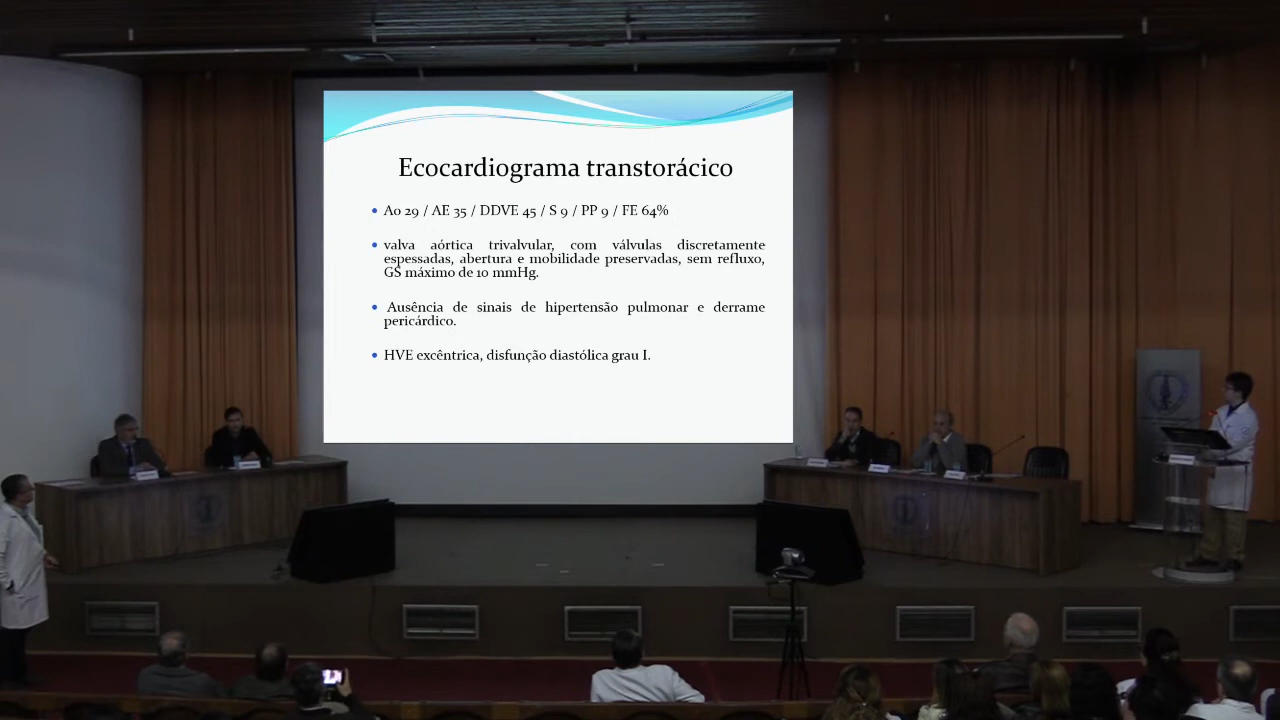 Ecocardiograma transtorácico
• Ao 29 / AE 35 / DDVE 45 / S 9 / PP 9 / FE 64%
• valva aórtica trivalvular, com válvulas discretamente
espessadas, abertura e mobilidade preservadas, sem refluxo,
GS máximo de 10 mmHg.
• Ausência de sinais de hipertensão pulmonar e derrame
pericárdico.
• HVE excêntrica, disfunção diastólica grau I.